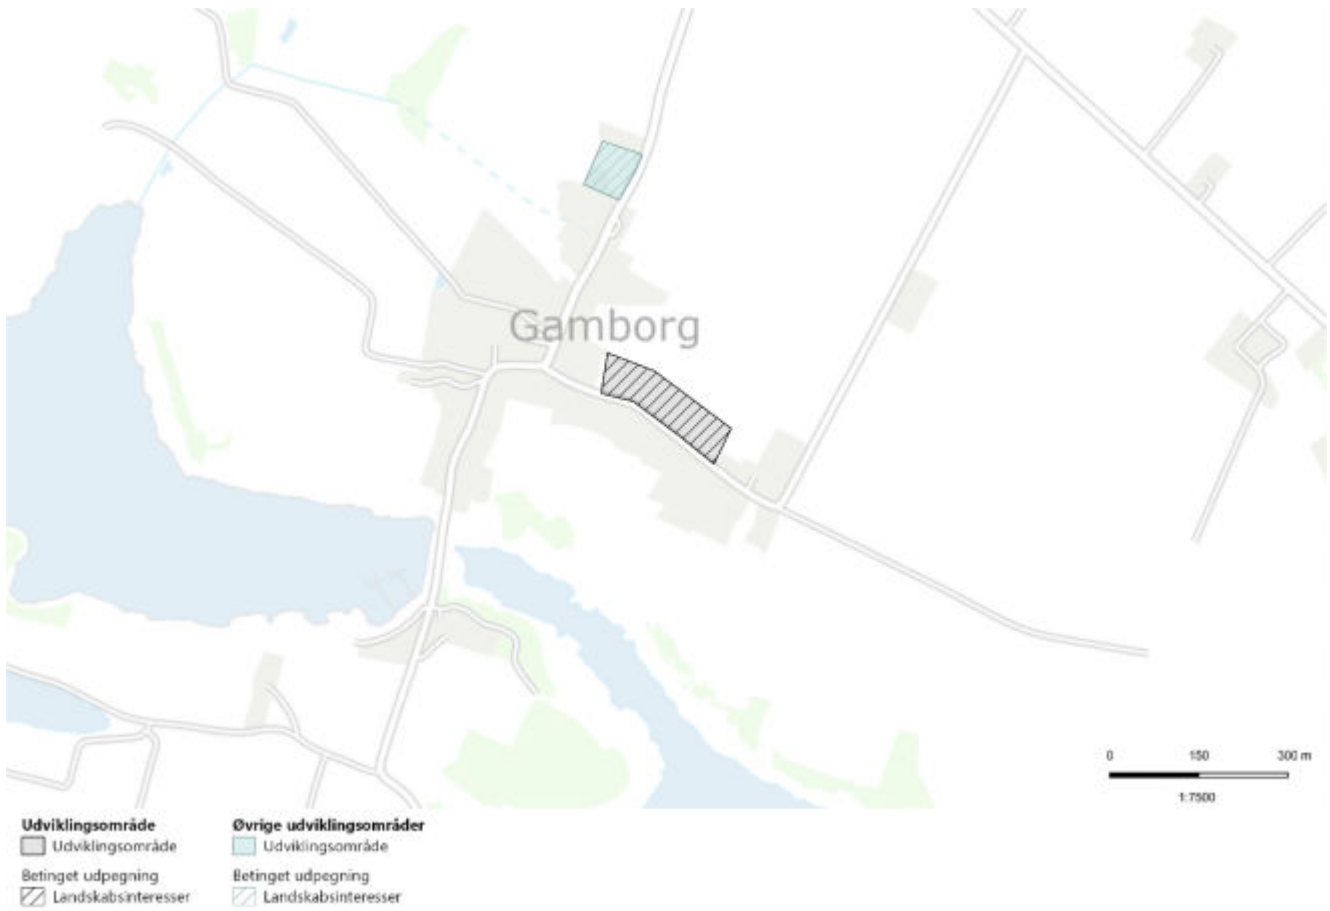 Gamborg
0 150 300 m
1:7500
Udviklingsområde
Udviklingsområde
Betinget udpegning
Landskabsinteresser
Øvrige udviklingsområder
Udviklingsområde
Betinget udpegning
Landskabsinteresser